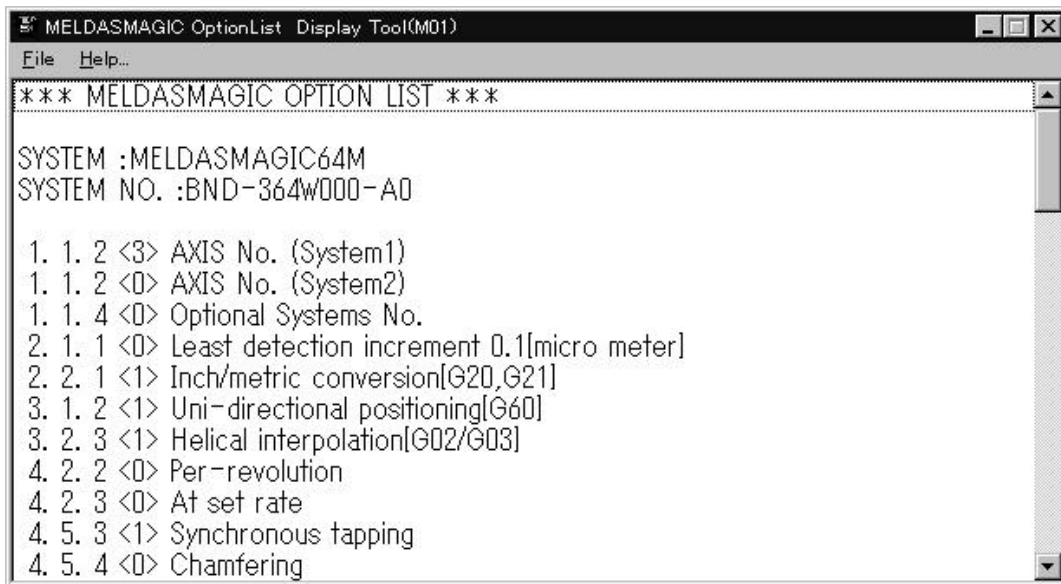 MELDASMAGIC OptionList Display Tool(M01)
File Help...
*** MELDASMAGIC OPTION LIST ***
SYSTEM :MELDASMAGIC64M
SYSTEM NO. :BND-364W000-A0
1. 1. 2 <3> AXIS No. (System1)
1. 1. 2 <0> AXIS No. (System2)
1. 1. 4 <0> Optional Systems No.
2. 1. 1 <0> Least detection increment 0.1[micro meter]
2. 2. 1 <1> Inch/metric conversion[G20,G21]
3. 1. 2 <1> Uni-directional positioning[G60]
3. 2. 3 <1> Helical interpolation[G02/G03]
4. 2. 2 <0> Per-revolution
4. 2. 3 <0> At set rate
4. 5. 3 <1> Synchronous tapping
4. 5. 4 <0> Chamfering